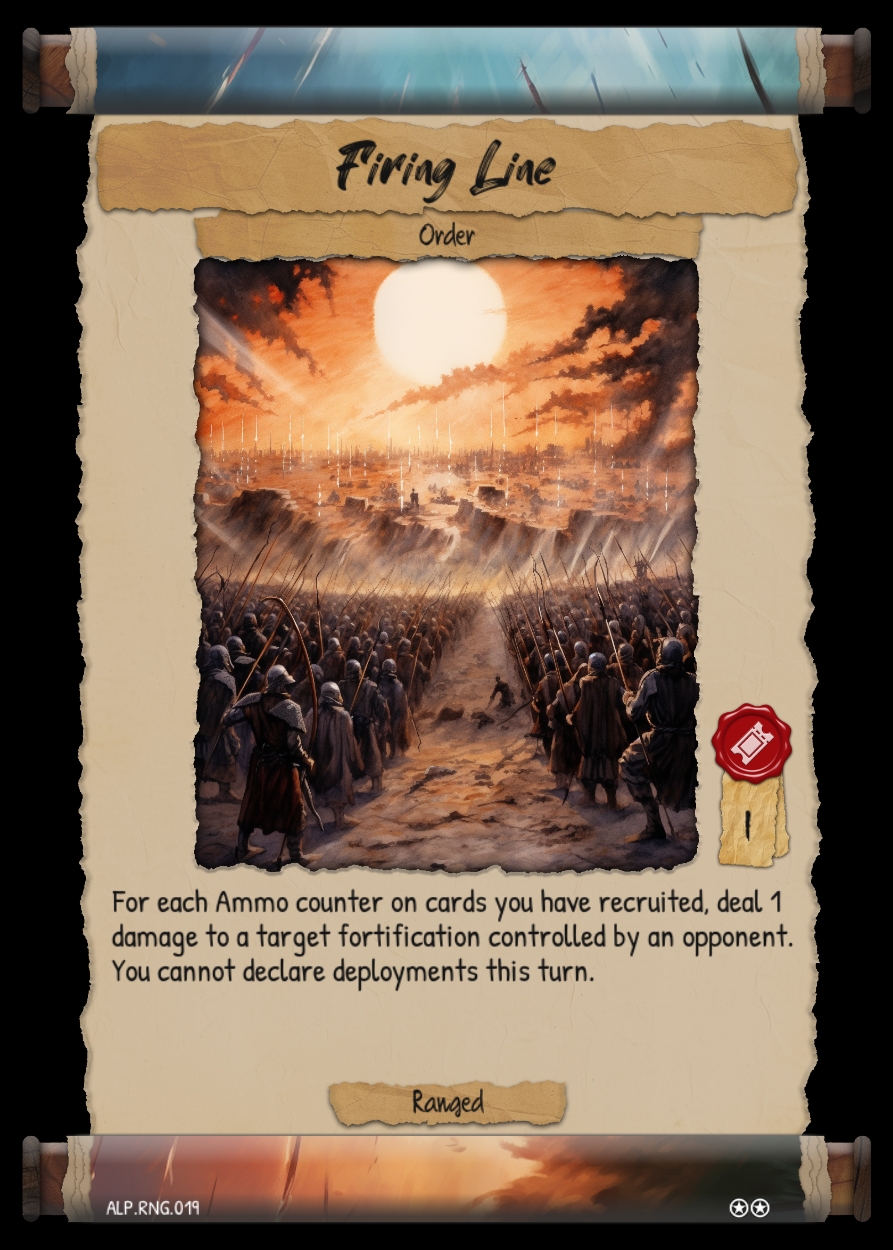 Firing Line
Order
1
For each Ammo counter on cards you have recruited, deal 1
damage to a target fortification controlled by an opponent.
You cannot declare deployments this turn.
Ranged
ALP.RNG.019